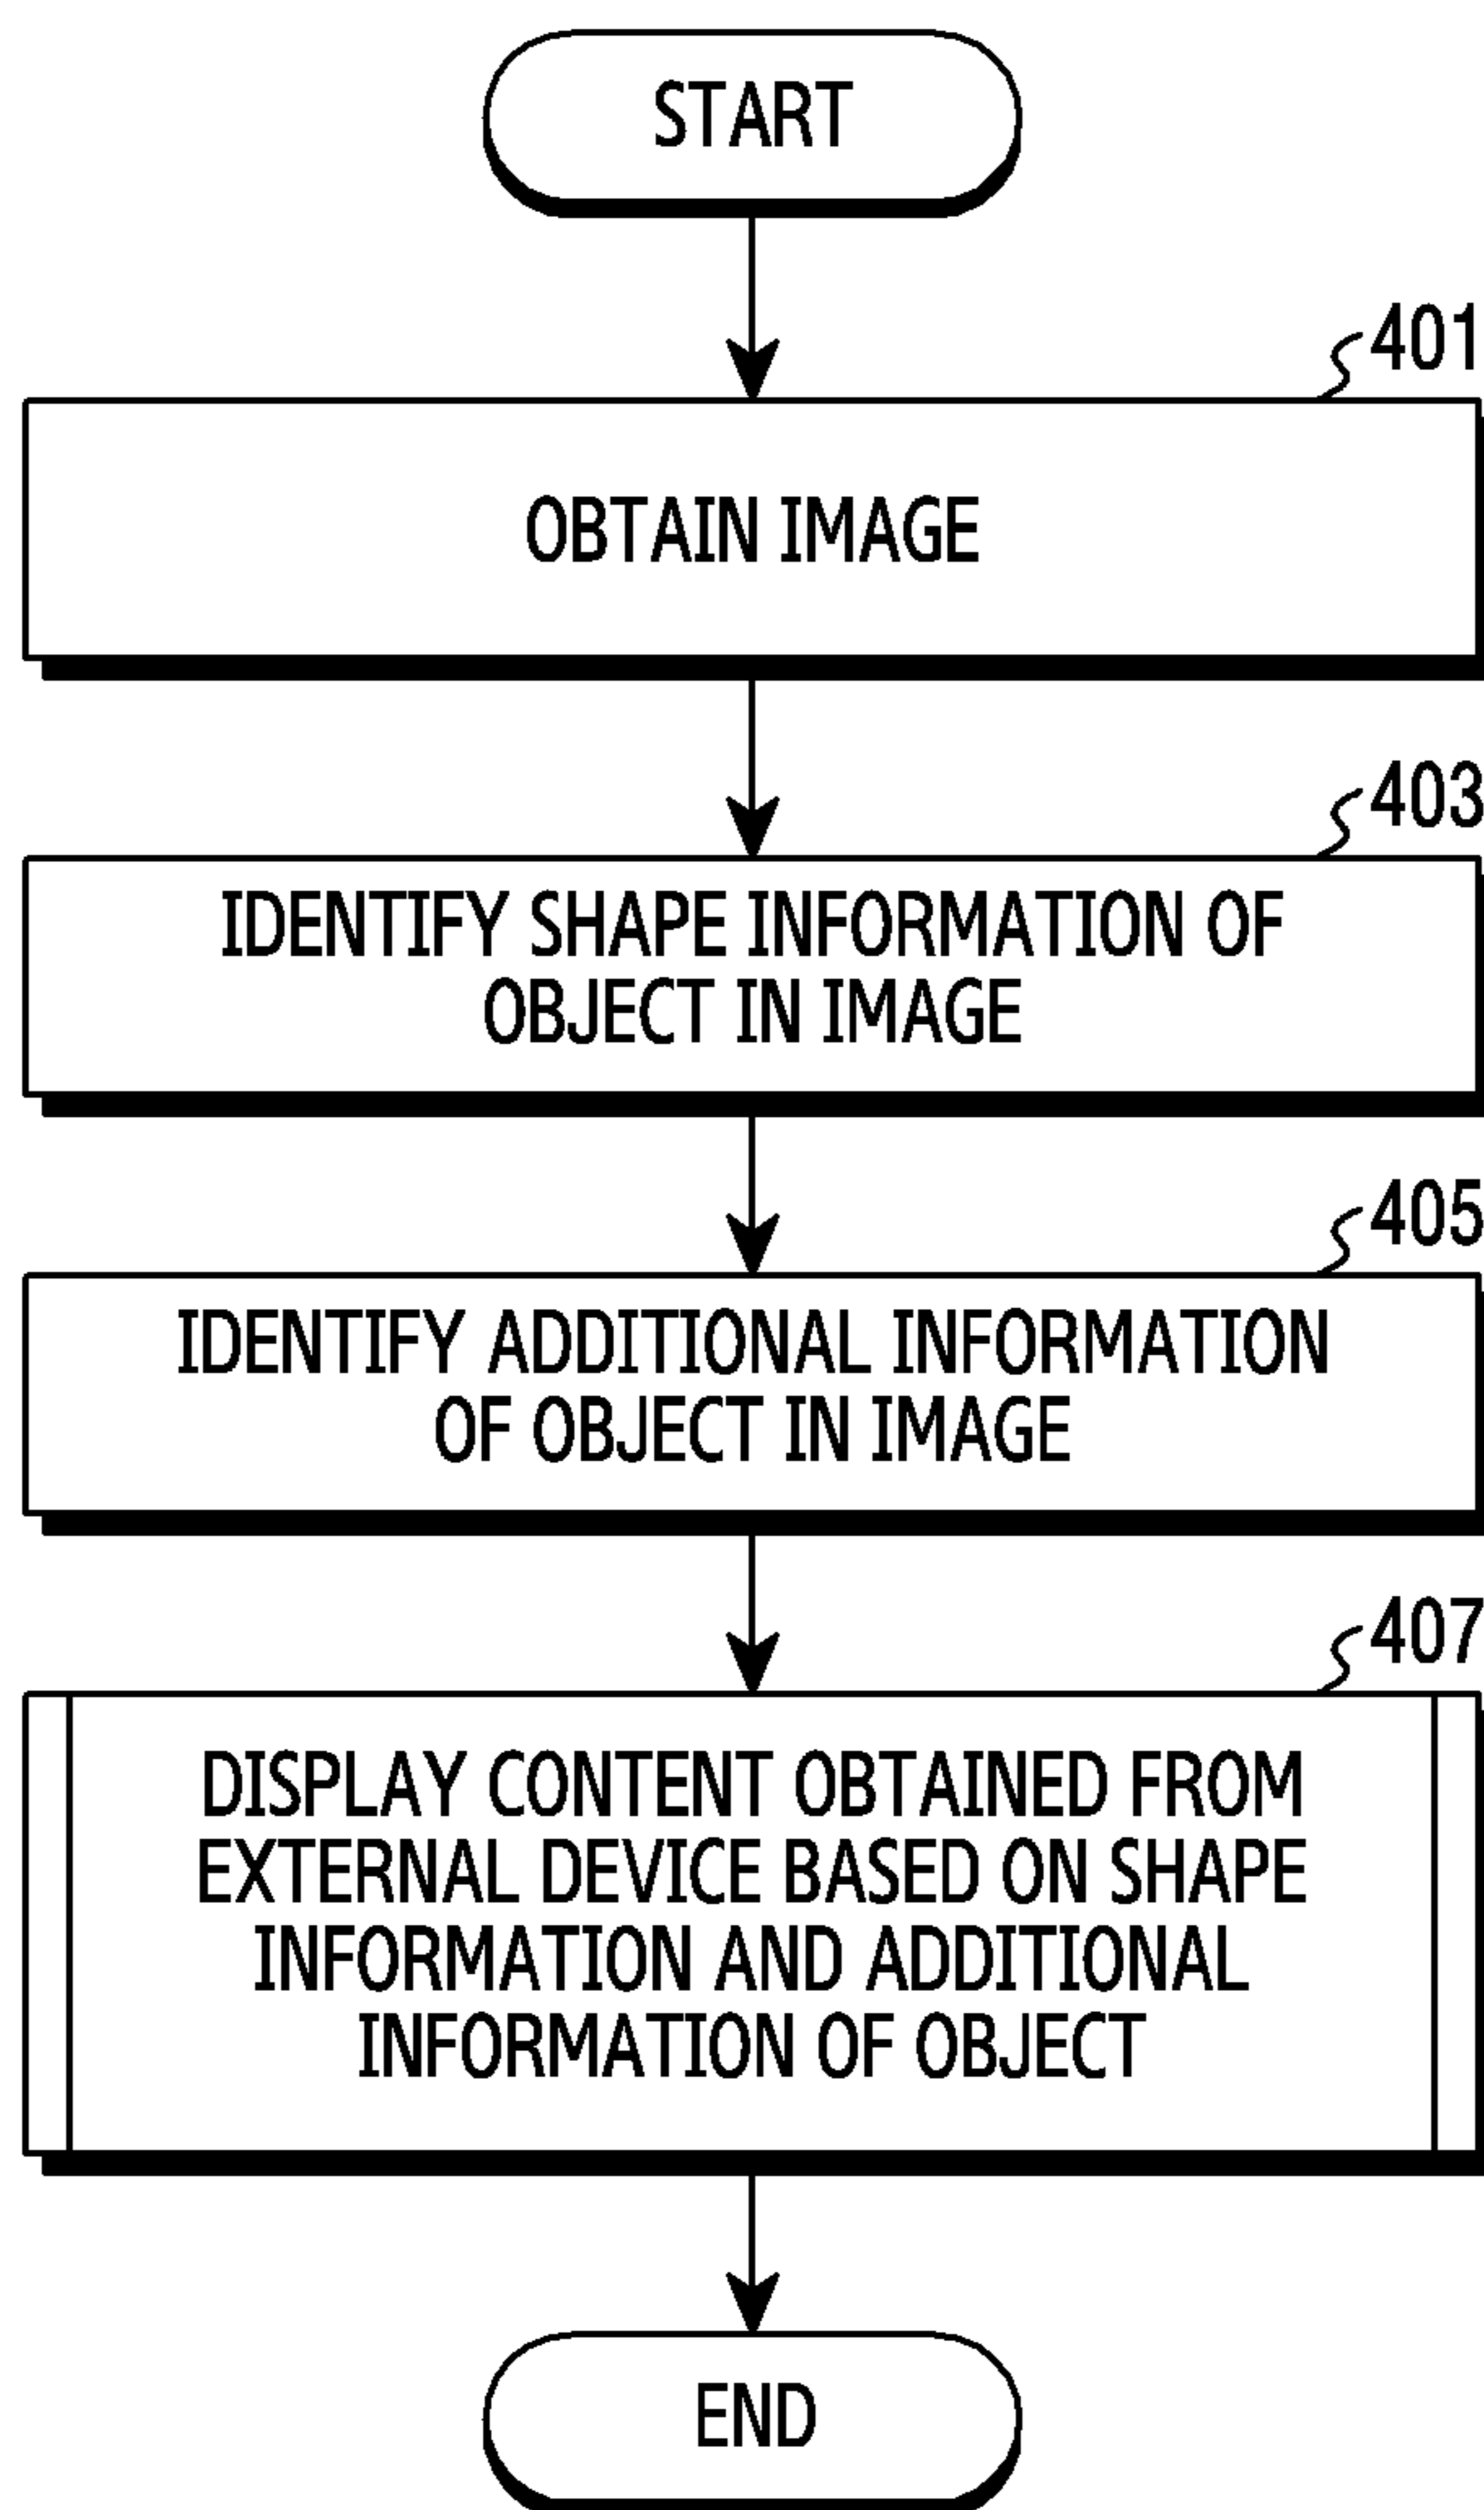 START
401
OBTAIN IMAGE
403
IDENTIFY SHAPE INFORMATION OF
OBJECT IN IMAGE
405
IDENTIFY ADDITIONAL INFORMATION
OF OBJECT IN IMAGE
407
DISPLAY CONTENT OBTAINED FROM
EXTERNAL DEVICE BASED ON SHAPE
INFORMATION AND ADDITIONAL
INFORMATION OF OBJECT
END